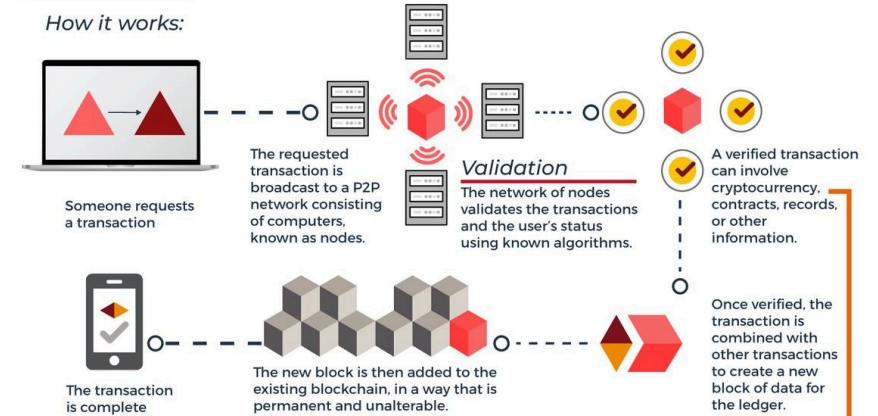 How it works:
Someone requests
a transaction
The requested
transaction is
broadcast to a P2P
network consisting
of computers,
known as nodes.
Validation
The network of nodes
validates the transactions
and the user's status
using known algorithms.
A verified transaction
can involve
cryptocurrency,
contracts, records,
or other
information.
Once verified, the
transaction is
combined with
other transactions
to create a new
block of data for
the ledger.
The new block is then added to the
existing blockchain, in a way that is
permanent and unalterable.
The transaction
is complete